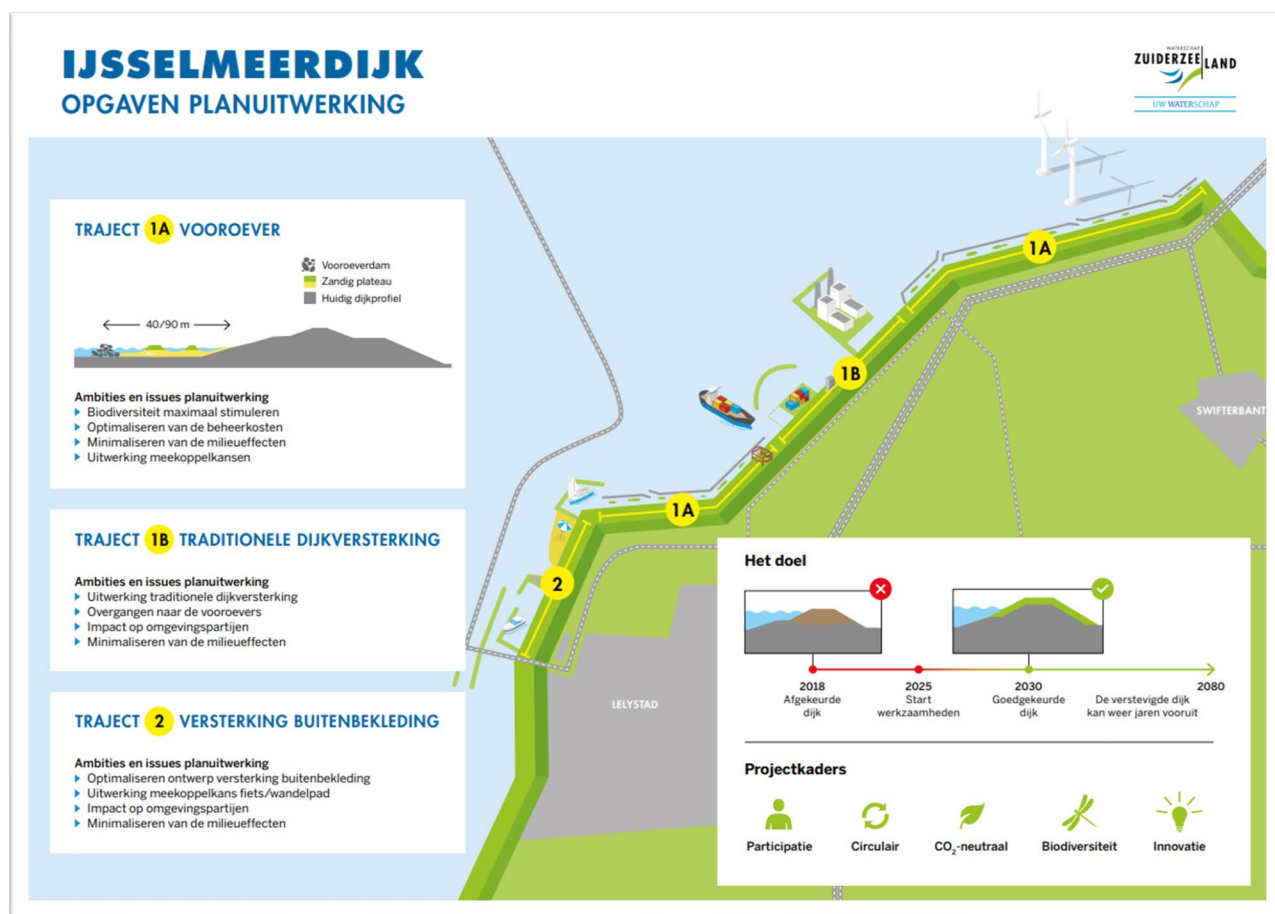 IJSSELMEERDIJK
OPGAVEN PLANUITWERKING
WATERSCHAP
ZUIDERZEELAND
UW WATERSCHAP
TRAJECT 1A VOOROEVER
Vooroeverdam
Zandig plateau
Huidig dijkprofiel
40/90 m
Ambities en issues planuitwerking
Biodiversiteit maximaal stimuleren
Optimaliseren van de beheerkosten
Minimaliseren van de milieueffecten
Uitwerking meekoppelkansen
TRAJECT 1B TRADITIONELE DIJKVERSTERKING
Ambities en issues planuitwerking
Uitwerking traditionele dijkversterking
Overgangen naar de vooroevers
Impact op omgevingspartijen
Minimaliseren van de milieueffecten
TRAJECT 2 VERSTERKING BUITENBEKLEDING
Ambities en issues planuitwerking
Optimaliseren ontwerp versterking buitenbekleding
Uitwerking meekoppelkans fiets/wandelpad
Impact op omgevingspartijen
Minimaliseren van de milieueffecten
1A
1B
1A
2
SWIFTERBANT
LELYSTAD
Het doel
2018
Afgekeurde
dijk
2025
Start
werkzaamheden
2030
Goedgekeurde
dijk
2080
De verstevigde dijk
kan weer jaren vooruit
Projectkaders
Participatie
Circulair
CO₂-neutraal
Biodiversiteit
Innovatie